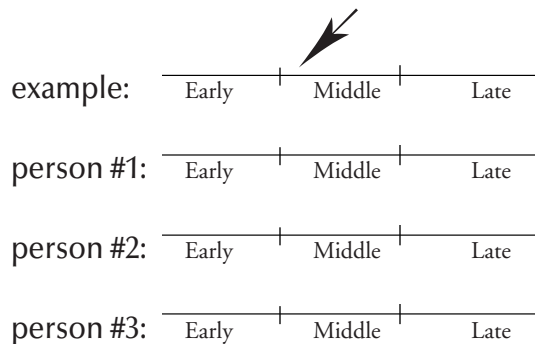 example: Early Middle Late
person #1: Early Middle Late
person #2: Early Middle Late
person #3: Early Middle Late